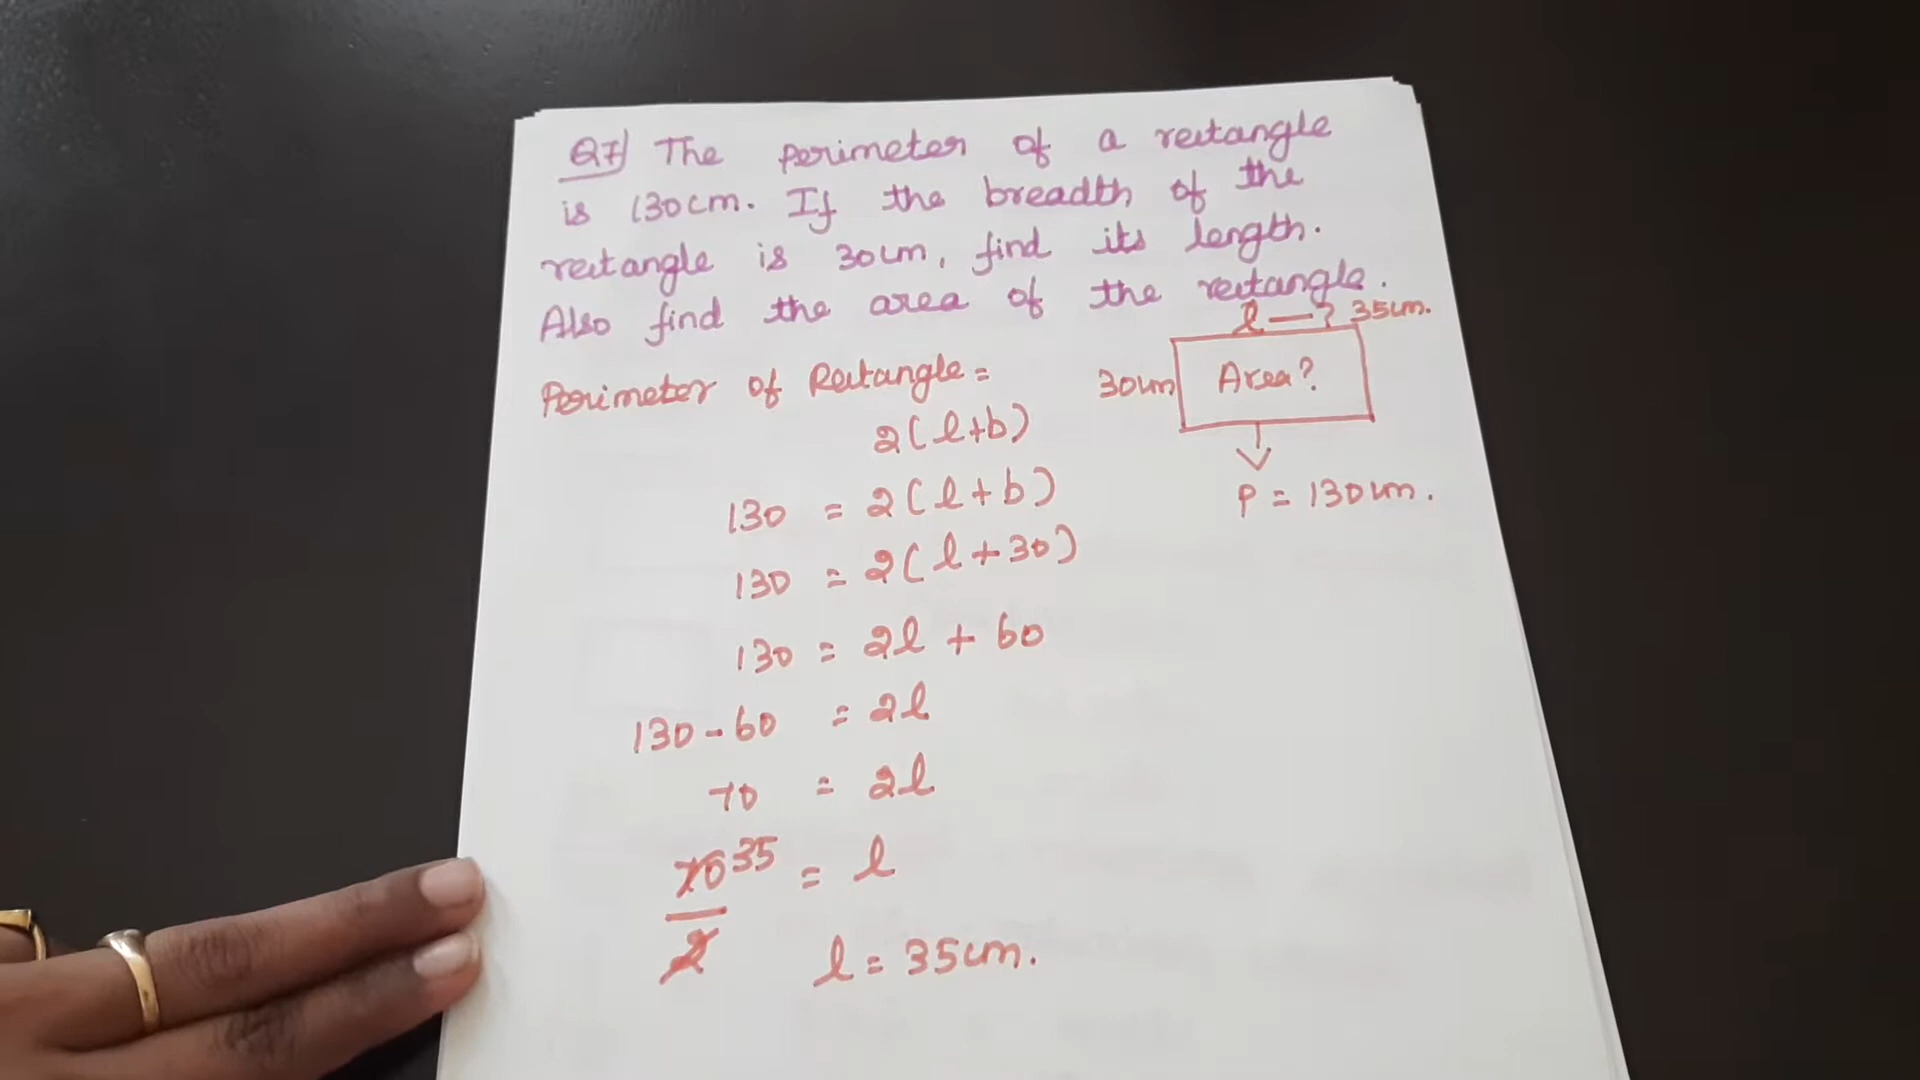 Q7) The perimeter of a rectangle
is 130cm. If the breadth of the
rectangle is 30cm, find its length.
Also find the area of the rectangle.
l — ? 35cm.
30cm
Area?
P = 130cm.
Perimeter of Rectangle =
2(l+b)
130 = 2(l+b)
130 = 2(l+30)
130 = 2l + 60
130-60 = 2l
70 = 2l
70 35 = l
2
l = 35cm.